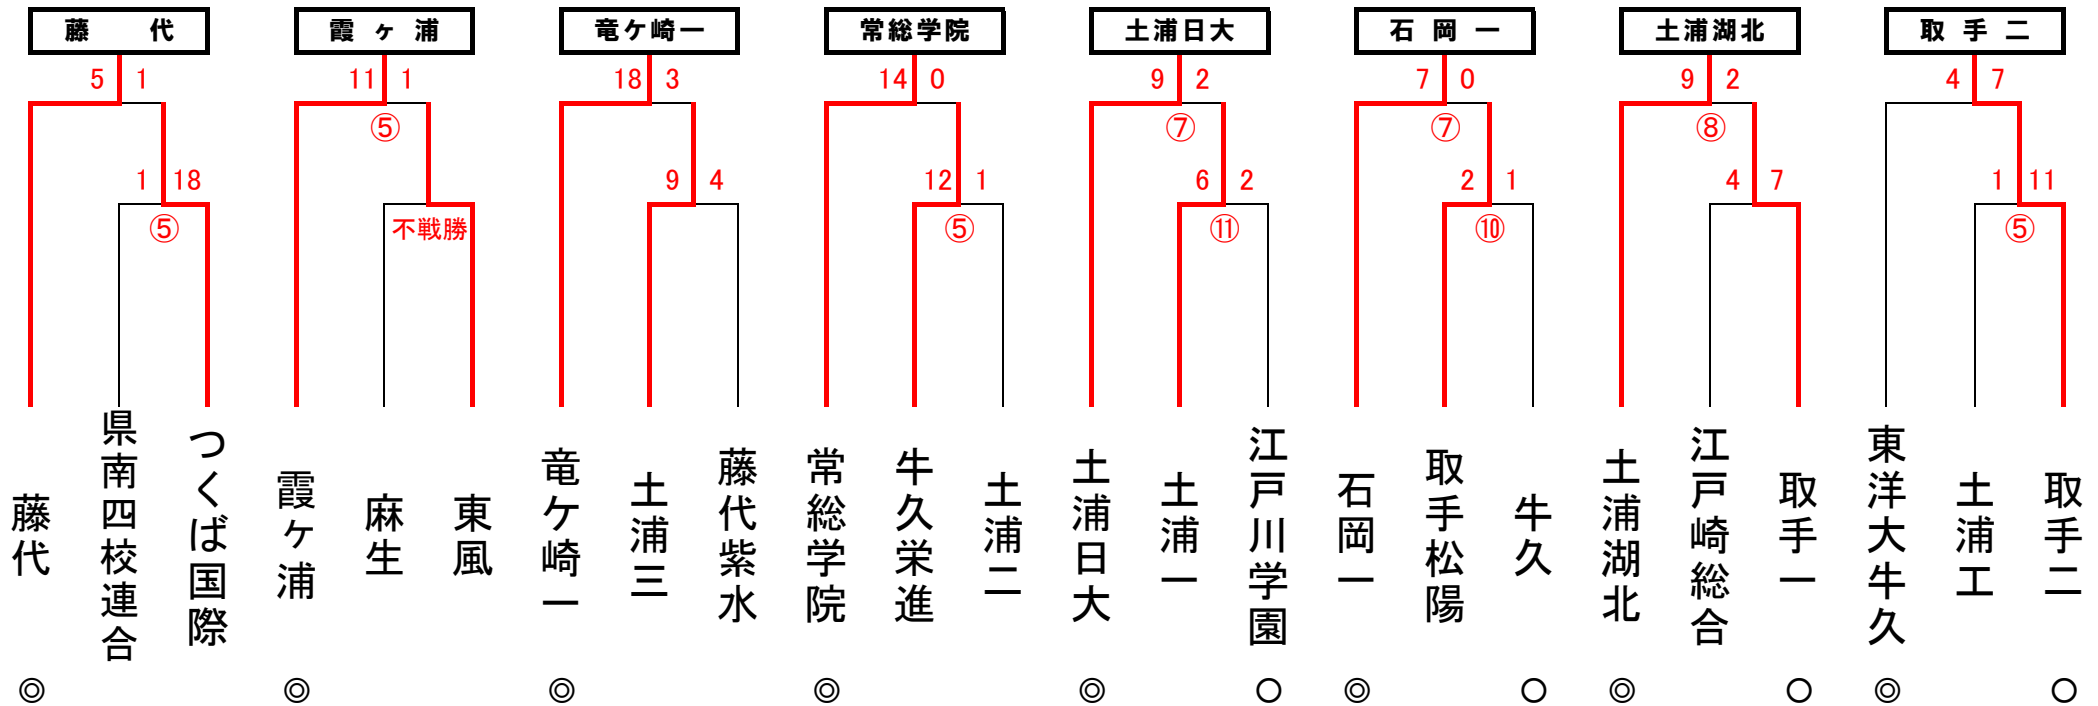 藤　代 霞ヶ浦 竜ケ崎一 常総学院 土浦日大 石岡一 土浦湖北 取手二
5 1 11 1 18 3 14 0 9 2 7 0 9 2 4 7
⑤ ⑦ ⑦ ⑧
1 18 9 4 12 1 6 2 2 1 4 7 1 11
⑤ 不戦勝 ⑤ ⑪ ⑩ ⑤
藤代
県南四校連合
つくば国際
霞ヶ浦
麻生
東風
竜ケ崎一
土浦三
藤代紫水
常総学院
牛久栄進
土浦二
土浦日大
土浦一
江戸川学園
石岡一
取手松陽
牛久
土浦湖北
江戸崎総合
取手一
東洋大牛久
土浦工
取手二
◎ ◎ ◎ ◎ ◎ ○ ◎ ○ ◎ ○ ◎ ○